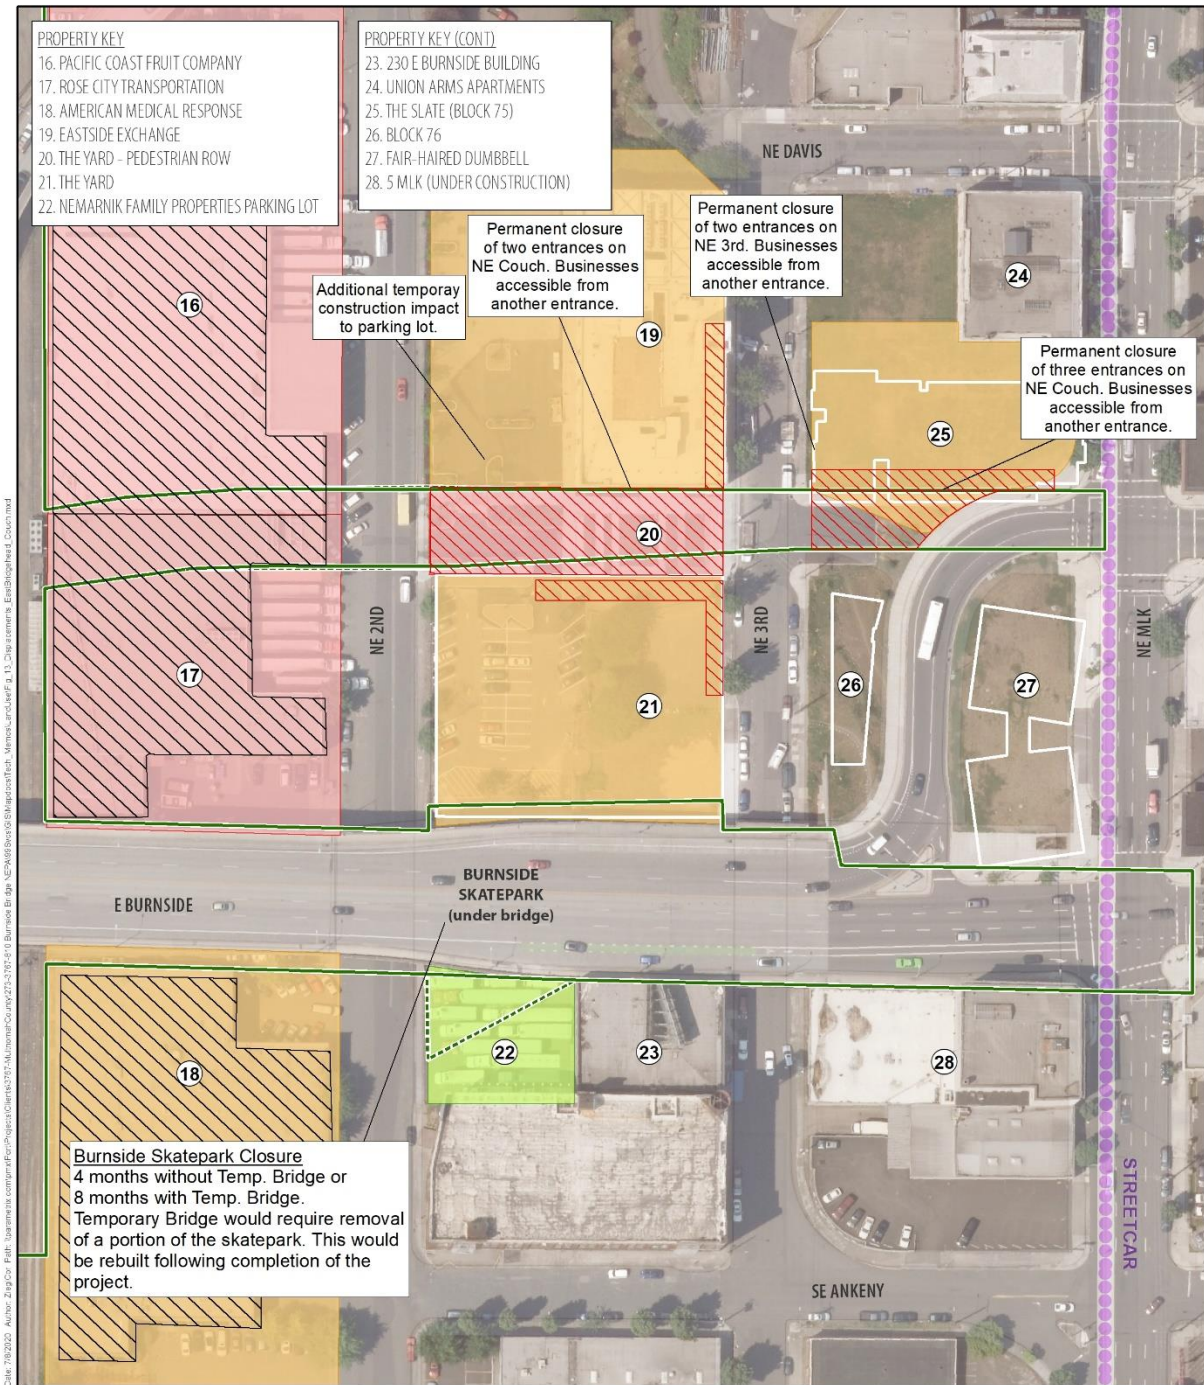 PROPERTY KEY
16. PACIFIC COAST FRUIT COMPANY
17. ROSE CITY TRANSPORTATION
18. AMERICAN MEDICAL RESPONSE
19. EASTSIDE EXCHANGE
20. THE YARD - PEDESTRIAN ROW
21. THE YARD
22. NEMARNIK FAMILY PROPERTIES PARKING LOT
PROPERTY KEY (CONT)
23. 230 E BURNSIDE BUILDING
24. UNION ARMS APARTMENTS
25. THE SLATE (BLOCK 75)
26. BLOCK 76
27. FAIR-HAIRED DUMBBELL
28. 5 MLK (UNDER CONSTRUCTION)
NE DAVIS
Permanent closure
of two entrances on
NE Couch. Businesses
accessible from
another entrance.
Permanent closure
of two entrances on
NE 3rd. Businesses
accessible from
another entrance.
Additional temporay
construction impact
to parking lot.
Permanent closure
of three entrances on
NE Couch. Businesses
accessible from
another entrance.
16
19
24
25
20
NE 2ND
NE 3RD
NE MLK
17
21
26
27
E BURNSIDE
BURNSIDE
SKATEPARK
(under bridge)
18
22
23
28
Burnside Skatepark Closure
4 months without Temp. Bridge or
8 months with Temp. Bridge.
Temporary Bridge would require removal
of a portion of the skatepark. This would
be rebuilt following completion of the
project.
SE ANKENY
STREETCAR